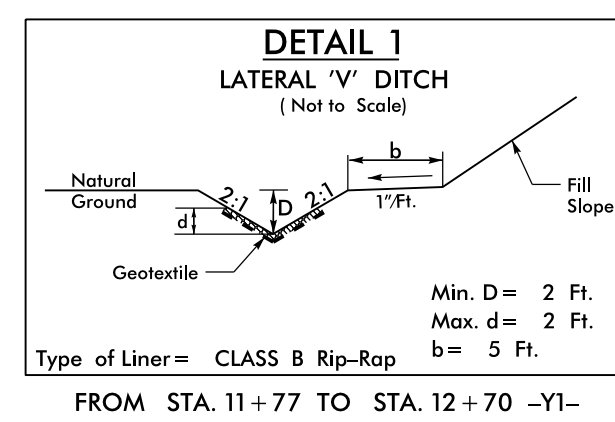 DETAIL 1
LATERAL 'V' DITCH
( Not to Scale)
b
Natural
Ground
2:1
D
2:1
1"/Ft.
d
Fill
Slope
Geotextile
Min. D = 2 Ft.
Max. d = 2 Ft.
b = 5 Ft.
Type of Liner = CLASS B Rip-Rap
FROM STA. 11+77 TO STA. 12+70 -Y1-